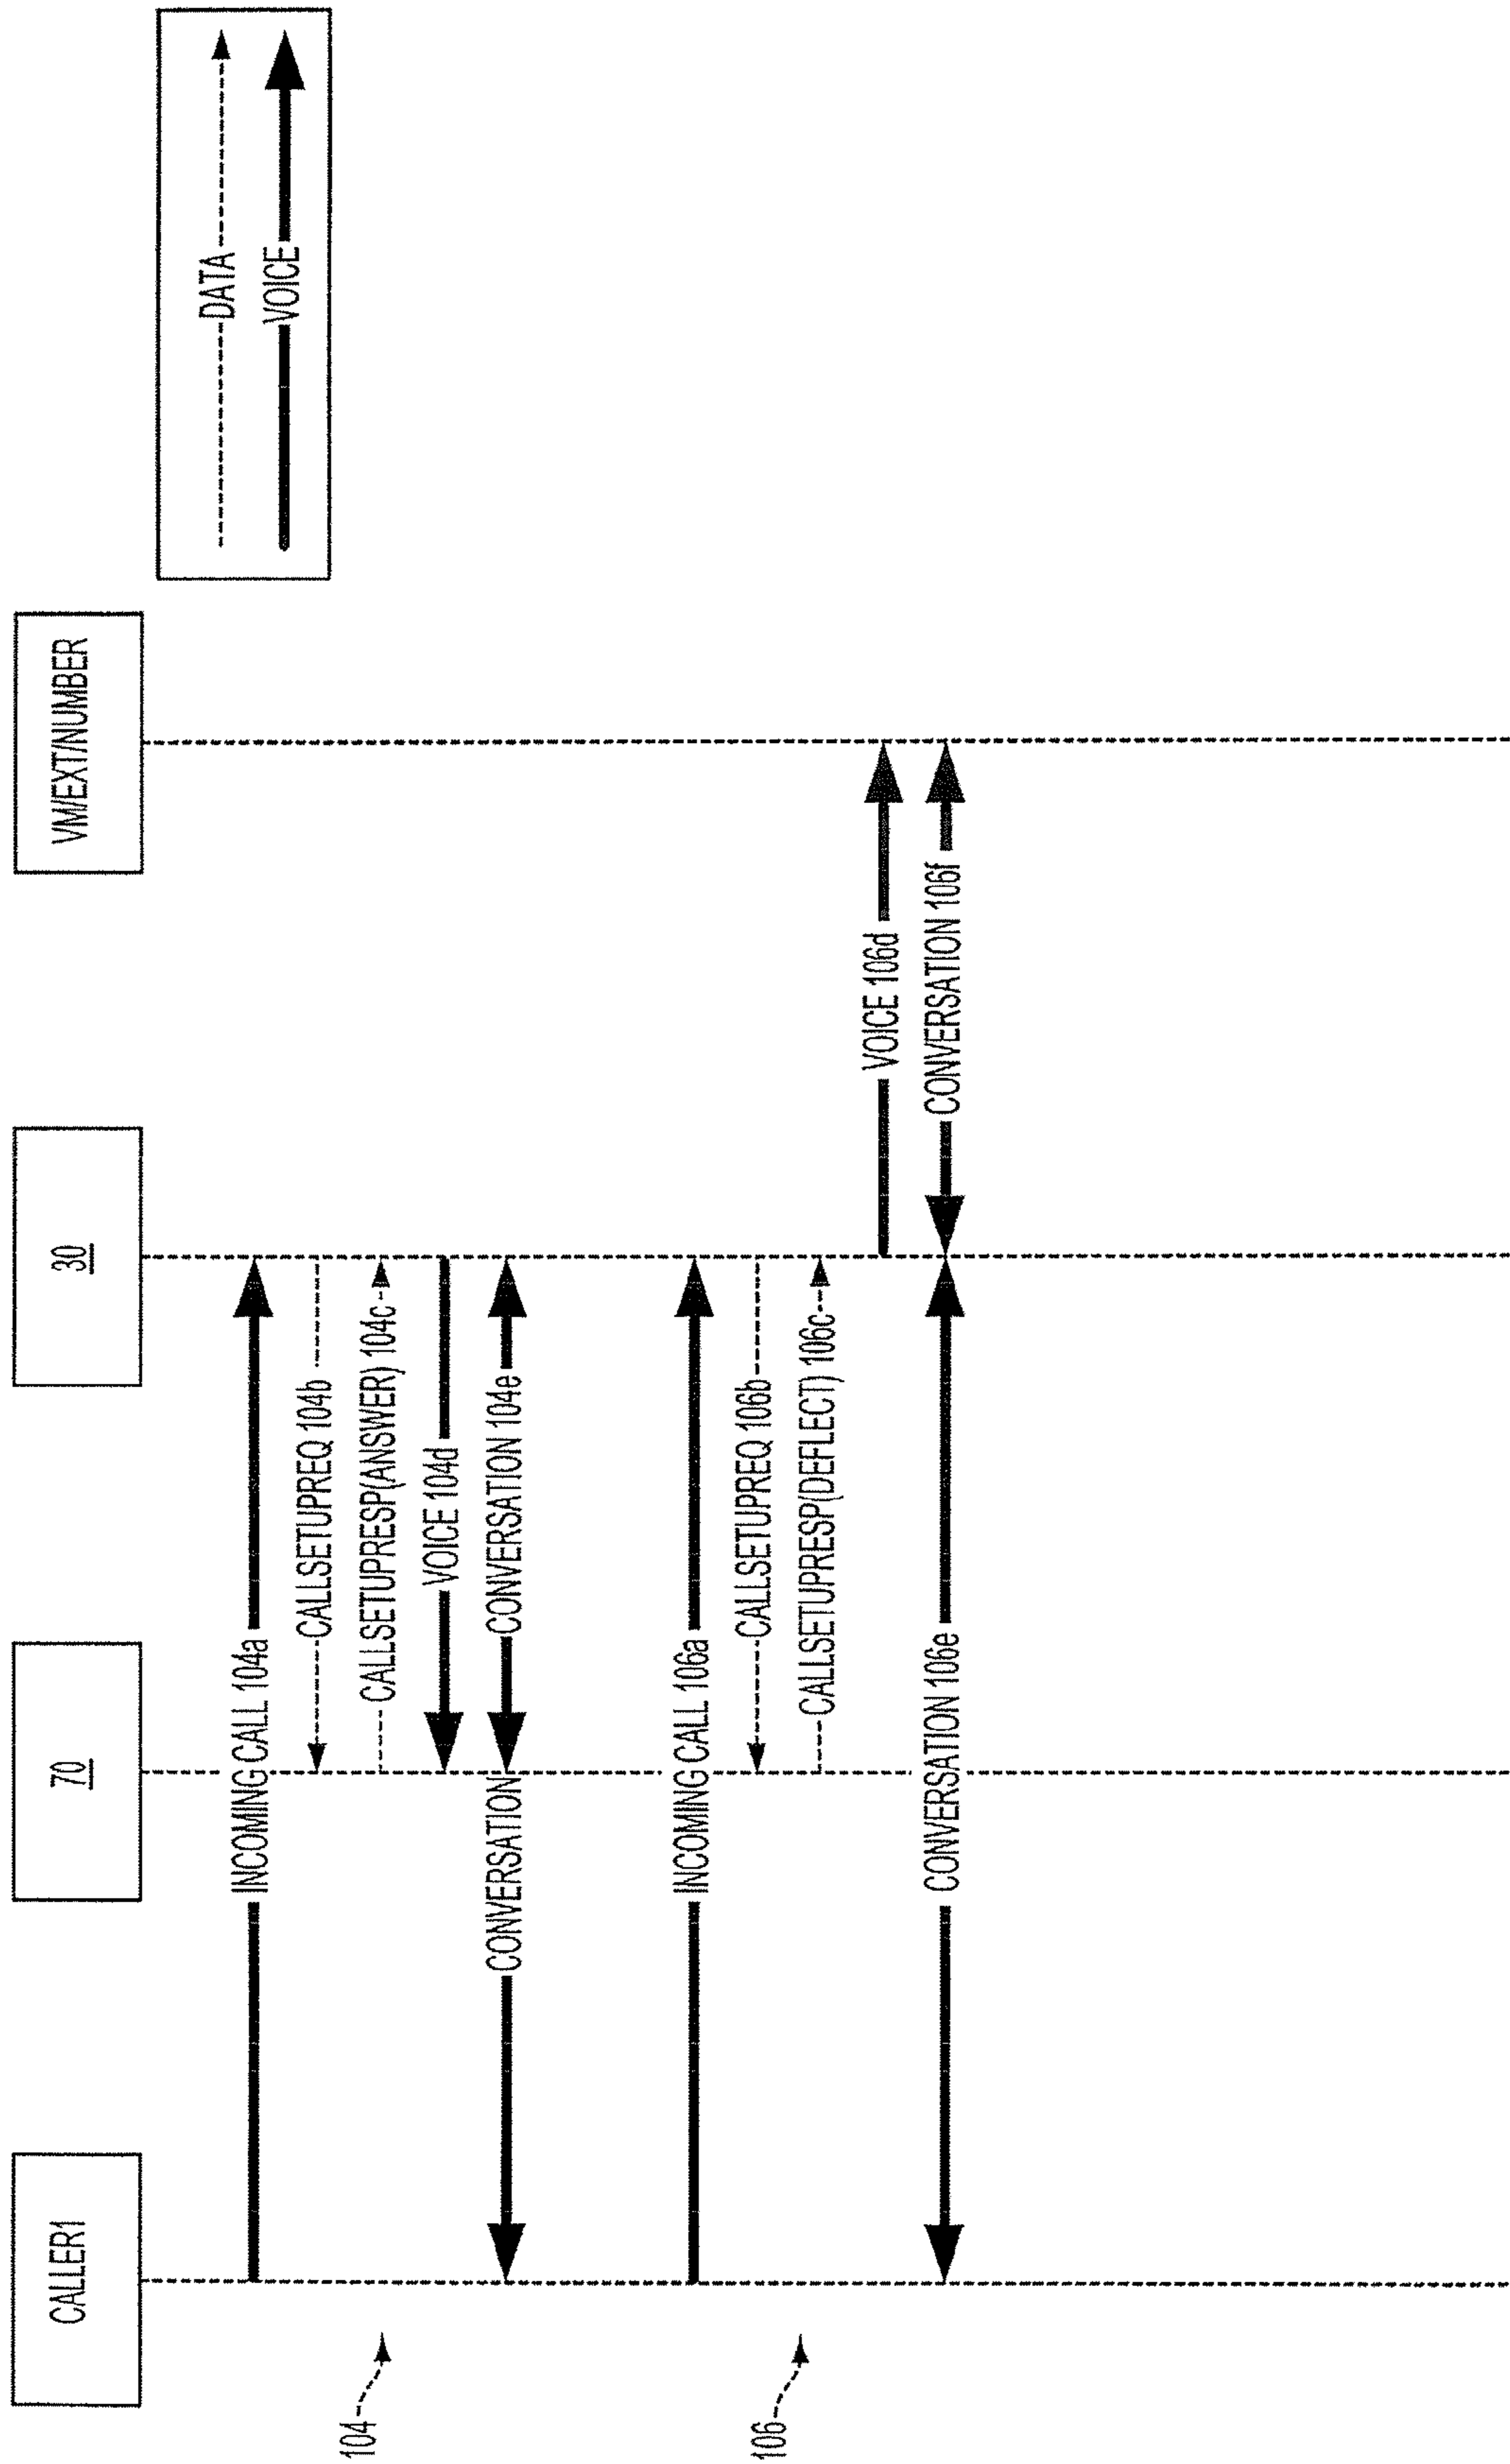 CALLER1
70
30
VM/EXT/NUMBER
DATA
VOICE
104
INCOMING CALL 104a
CALLSETUPREQ 104b
CALLSETUPRESP(ANSWER) 104c
VOICE 104d
CONVERSATION
CONVERSATION 104e
106
INCOMING CALL 106a
CALLSETUPREQ 106b
CALLSETUPRESP(DEFLECT) 106c
VOICE 106d
CONVERSATION 106e
CONVERSATION 106f